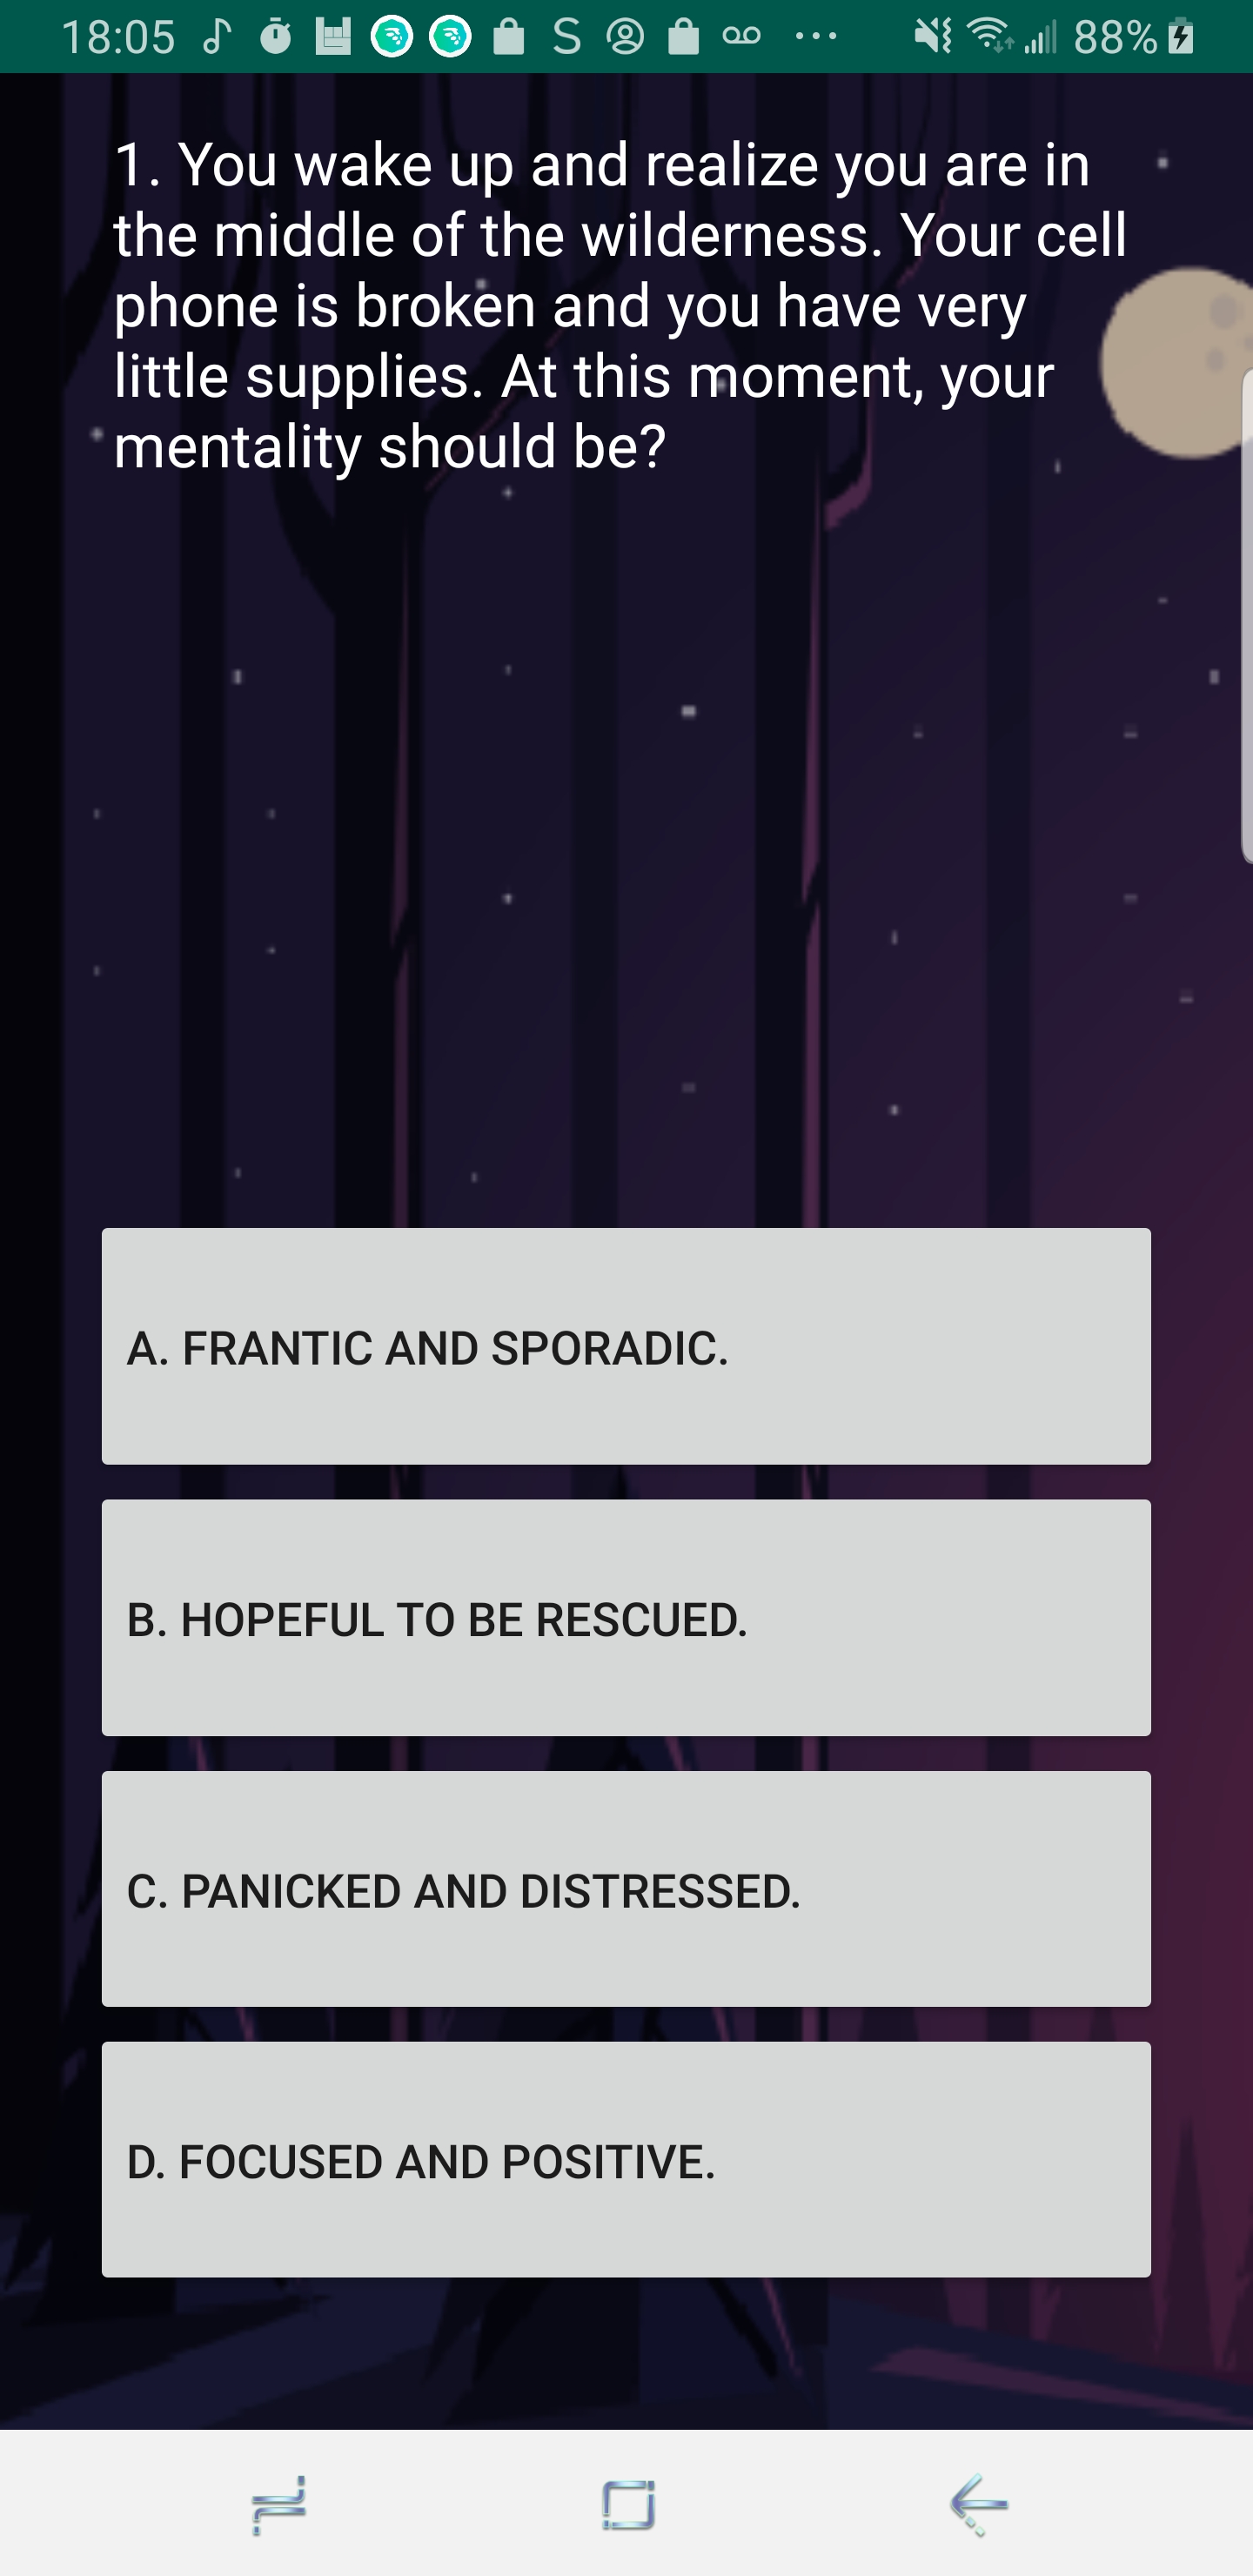 18:05 S 88%
1. You wake up and realize you are in
the middle of the wilderness. Your cell
phone is broken and you have very
little supplies. At this moment, your
mentality should be?
A. FRANTIC AND SPORADIC.
B. HOPEFUL TO BE RESCUED.
C. PANICKED AND DISTRESSED.
D. FOCUSED AND POSITIVE.